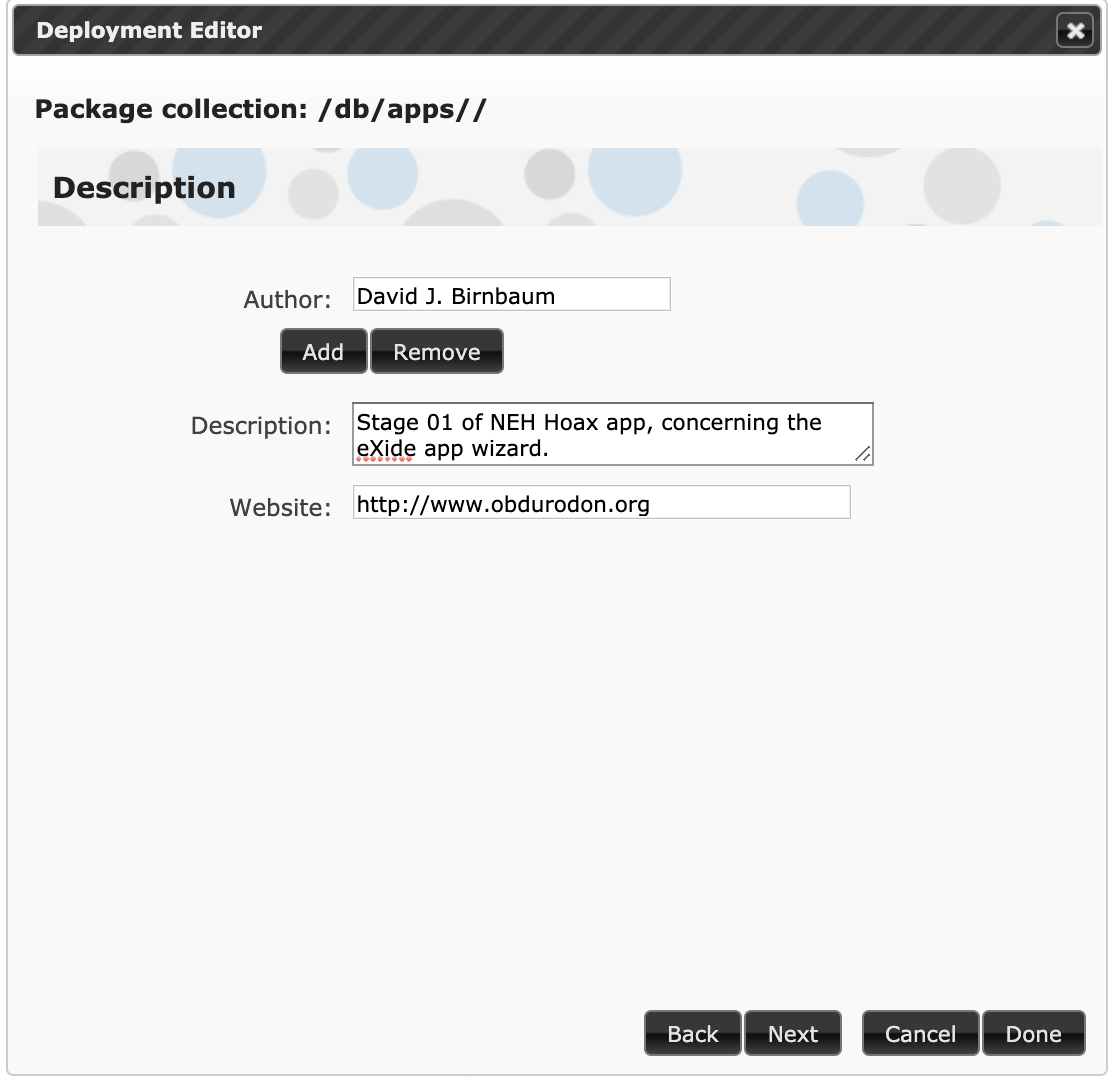 Deployment Editor
Package collection: /db/apps//
Description
Author: David J. Birnbaum
Add Remove
Description: Stage 01 of NEH Hoax app, concerning the
eXide app wizard.
Website: http://www.obdurodon.org
Back Next Cancel Done